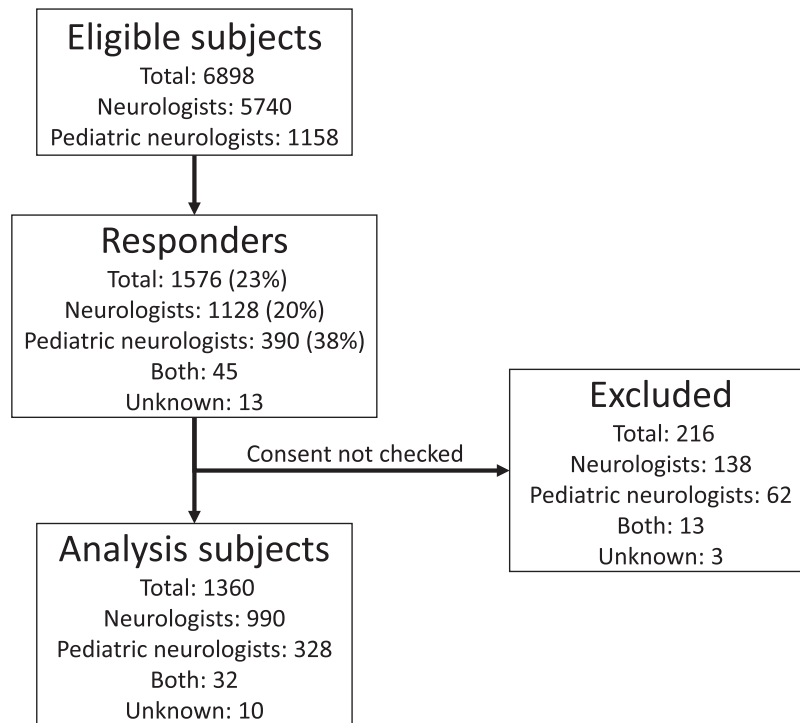 Eligible subjects
Total: 6898
Neurologists: 5740
Pediatric neurologists: 1158
Responders
Total: 1576 (23%)
Neurologists: 1128 (20%)
Pediatric neurologists: 390 (38%)
Both: 45
Unknown: 13
Consent not checked
Excluded
Total: 216
Neurologists: 138
Pediatric neurologists: 62
Both: 13
Unknown: 3
Analysis subjects
Total: 1360
Neurologists: 990
Pediatric neurologists: 328
Both: 32
Unknown: 10